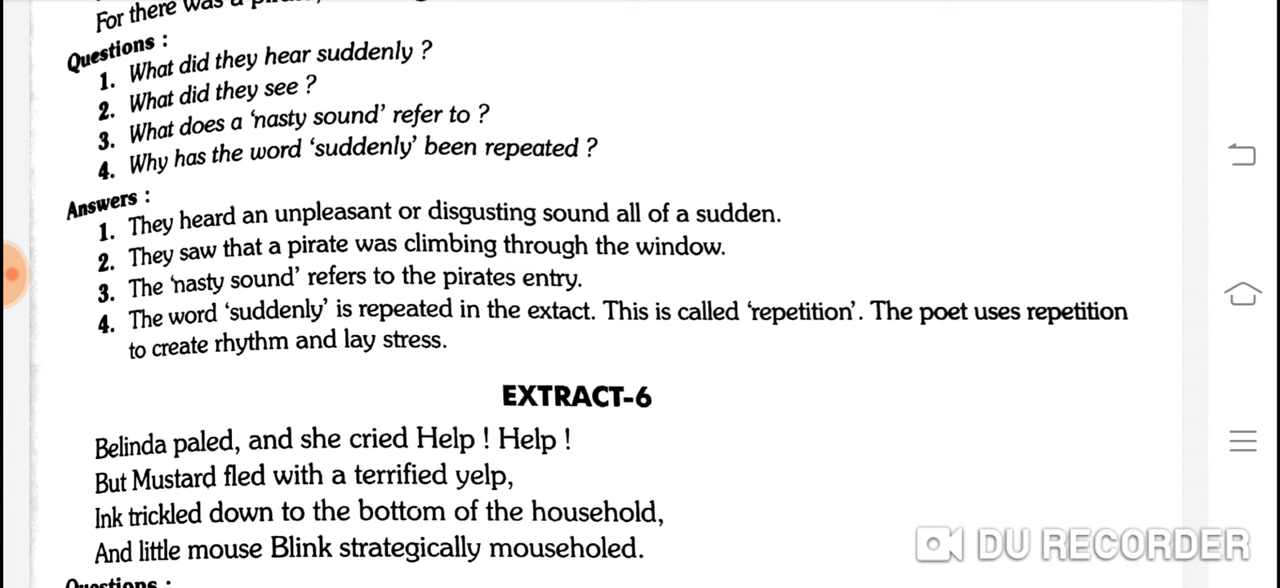 For there was a
Questions :
1. What did they hear suddenly ?
2. What did they see ?
3. What does a ‘nasty sound’ refer to ?
4. Why has the word ‘suddenly’ been repeated ?
Answers :
1. They heard an unpleasant or disgusting sound all of a sudden.
2. They saw that a pirate was climbing through the window.
3. The ‘nasty sound’ refers to the pirates entry.
4. The word ‘suddenly’ is repeated in the extact. This is called ‘repetition’. The poet uses repetition
to create rhythm and lay stress.
EXTRACT-6
Belinda paled, and she cried Help ! Help !
But Mustard fled with a terrified yelp,
Ink trickled down to the bottom of the household,
And little mouse Blink strategically mouseholed.
DU RECORDER
Questions :